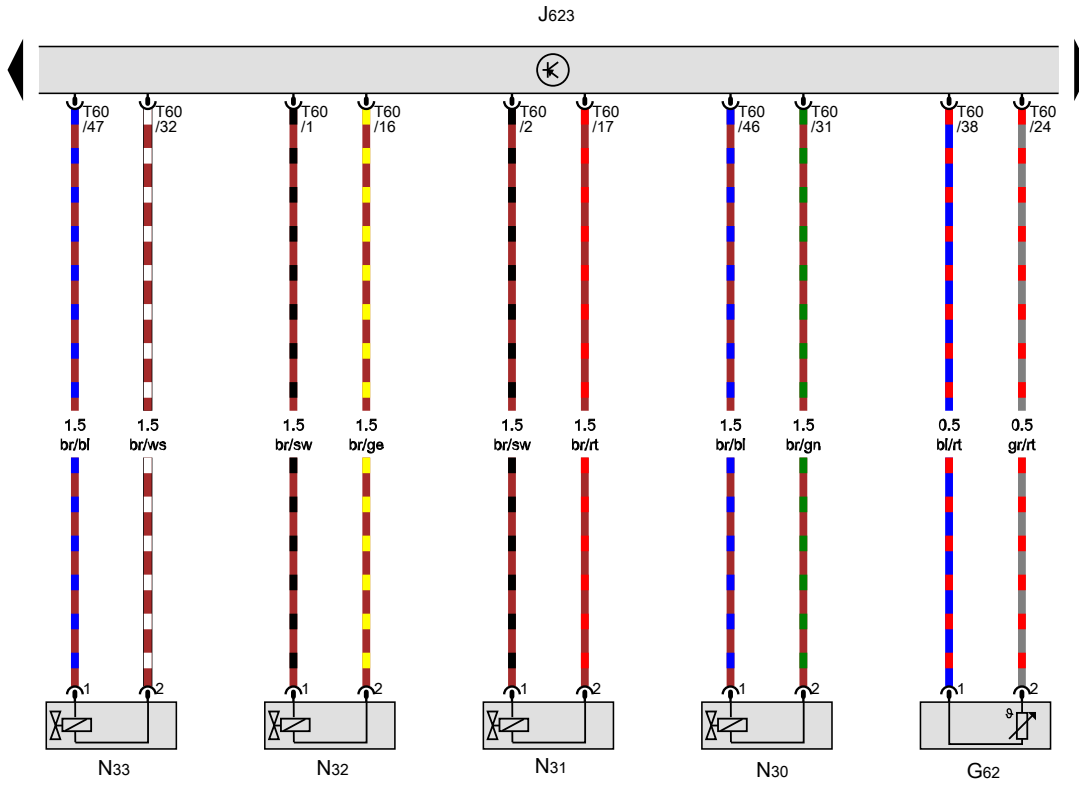 J623
T60 T60 T60 T60 T60 T60 T60 T60 T60 T60
/47 /32 /1 /16 /2 /17 /46 /31 /38 /24
1.5 1.5 1.5 1.5 1.5 1.5 1.5 1.5 0.5 0.5
br/bl br/ws br/sw br/ge br/sw br/rt br/bl br/gn bl/rt gr/rt
1 2 1 2 1 2 1 2 1 2
ϑ
N33 N32 N31 N30 G62